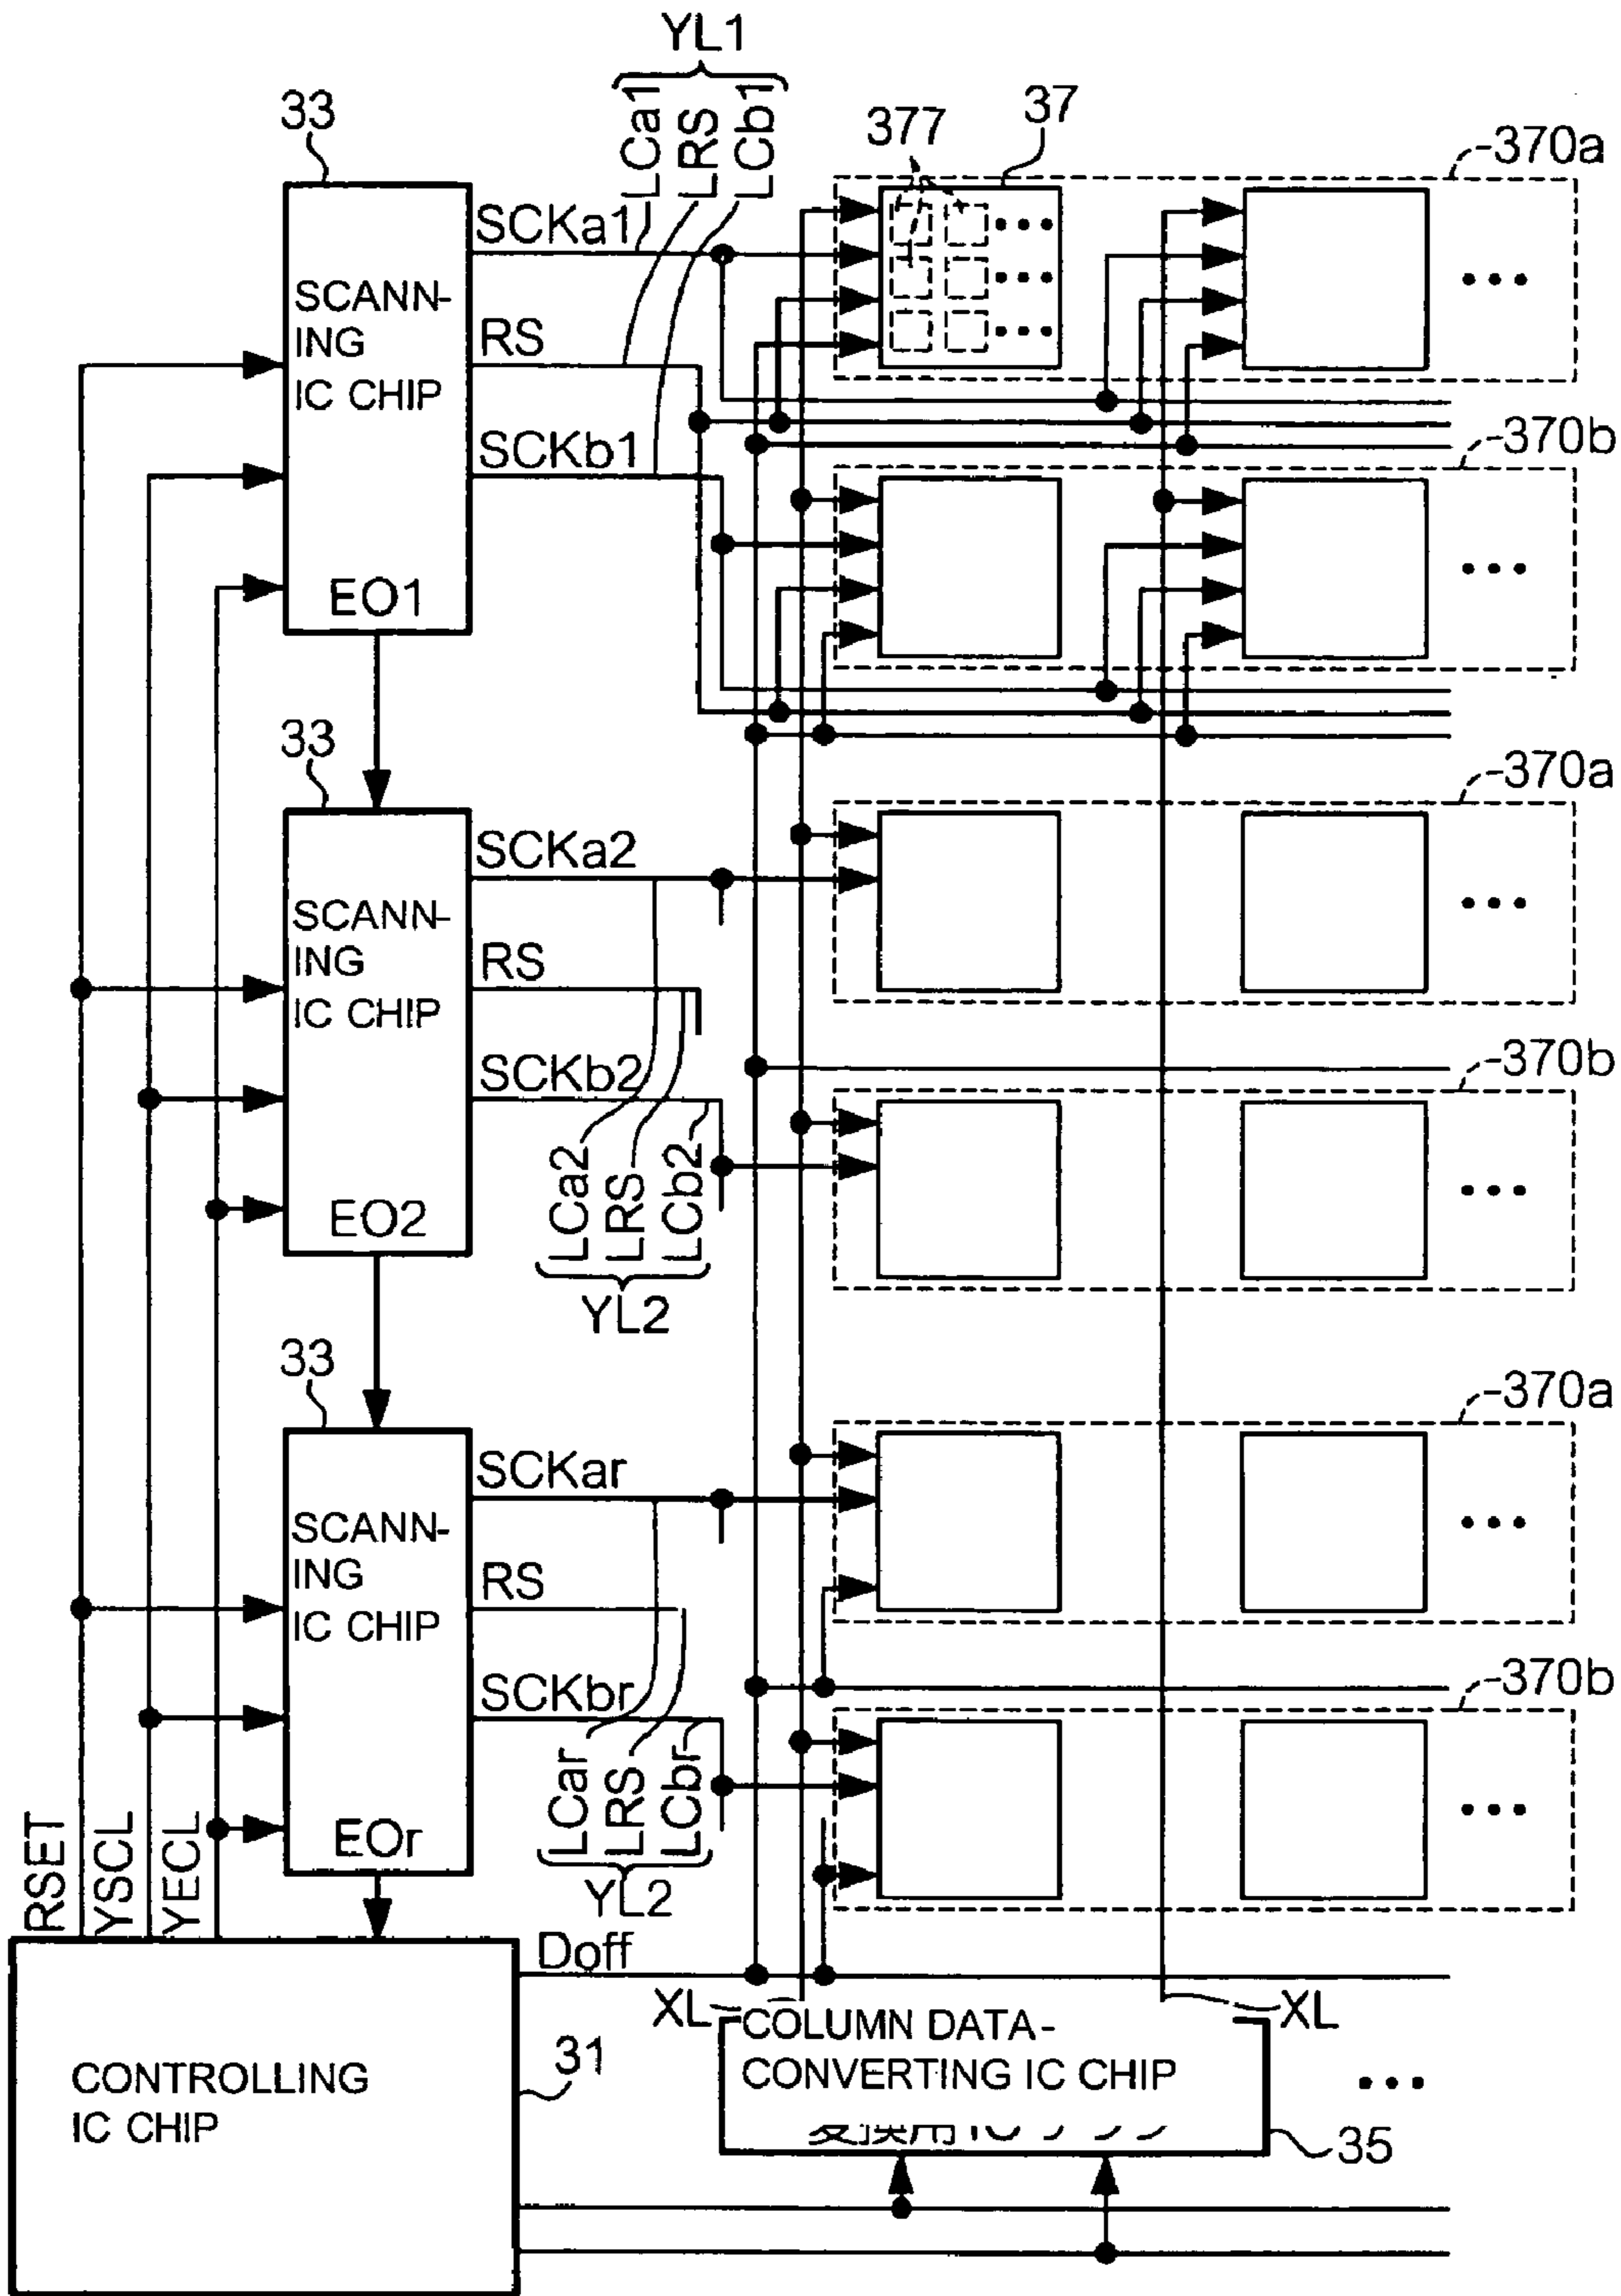 YL1
LCa1
LRS
LCb1
33
377
37
370a
SCKa1
SCANN-
ING
IC CHIP
RS
SCKb1
370b
EO1
33
370a
SCKa2
SCANN-
ING
IC CHIP
RS
SCKb2
370b
LCa2
LRS
LCb2
EO2
YL2
33
370a
SCKar
SCANN-
ING
IC CHIP
RS
SCKbr
370b
LCar
LRS
LCbr
EOr
YL2
RSET
YSCL
YECL
Doff
XL
XL
COLUMN DATA-
CONVERTING IC CHIP
CONTROLLING
IC CHIP
31
35